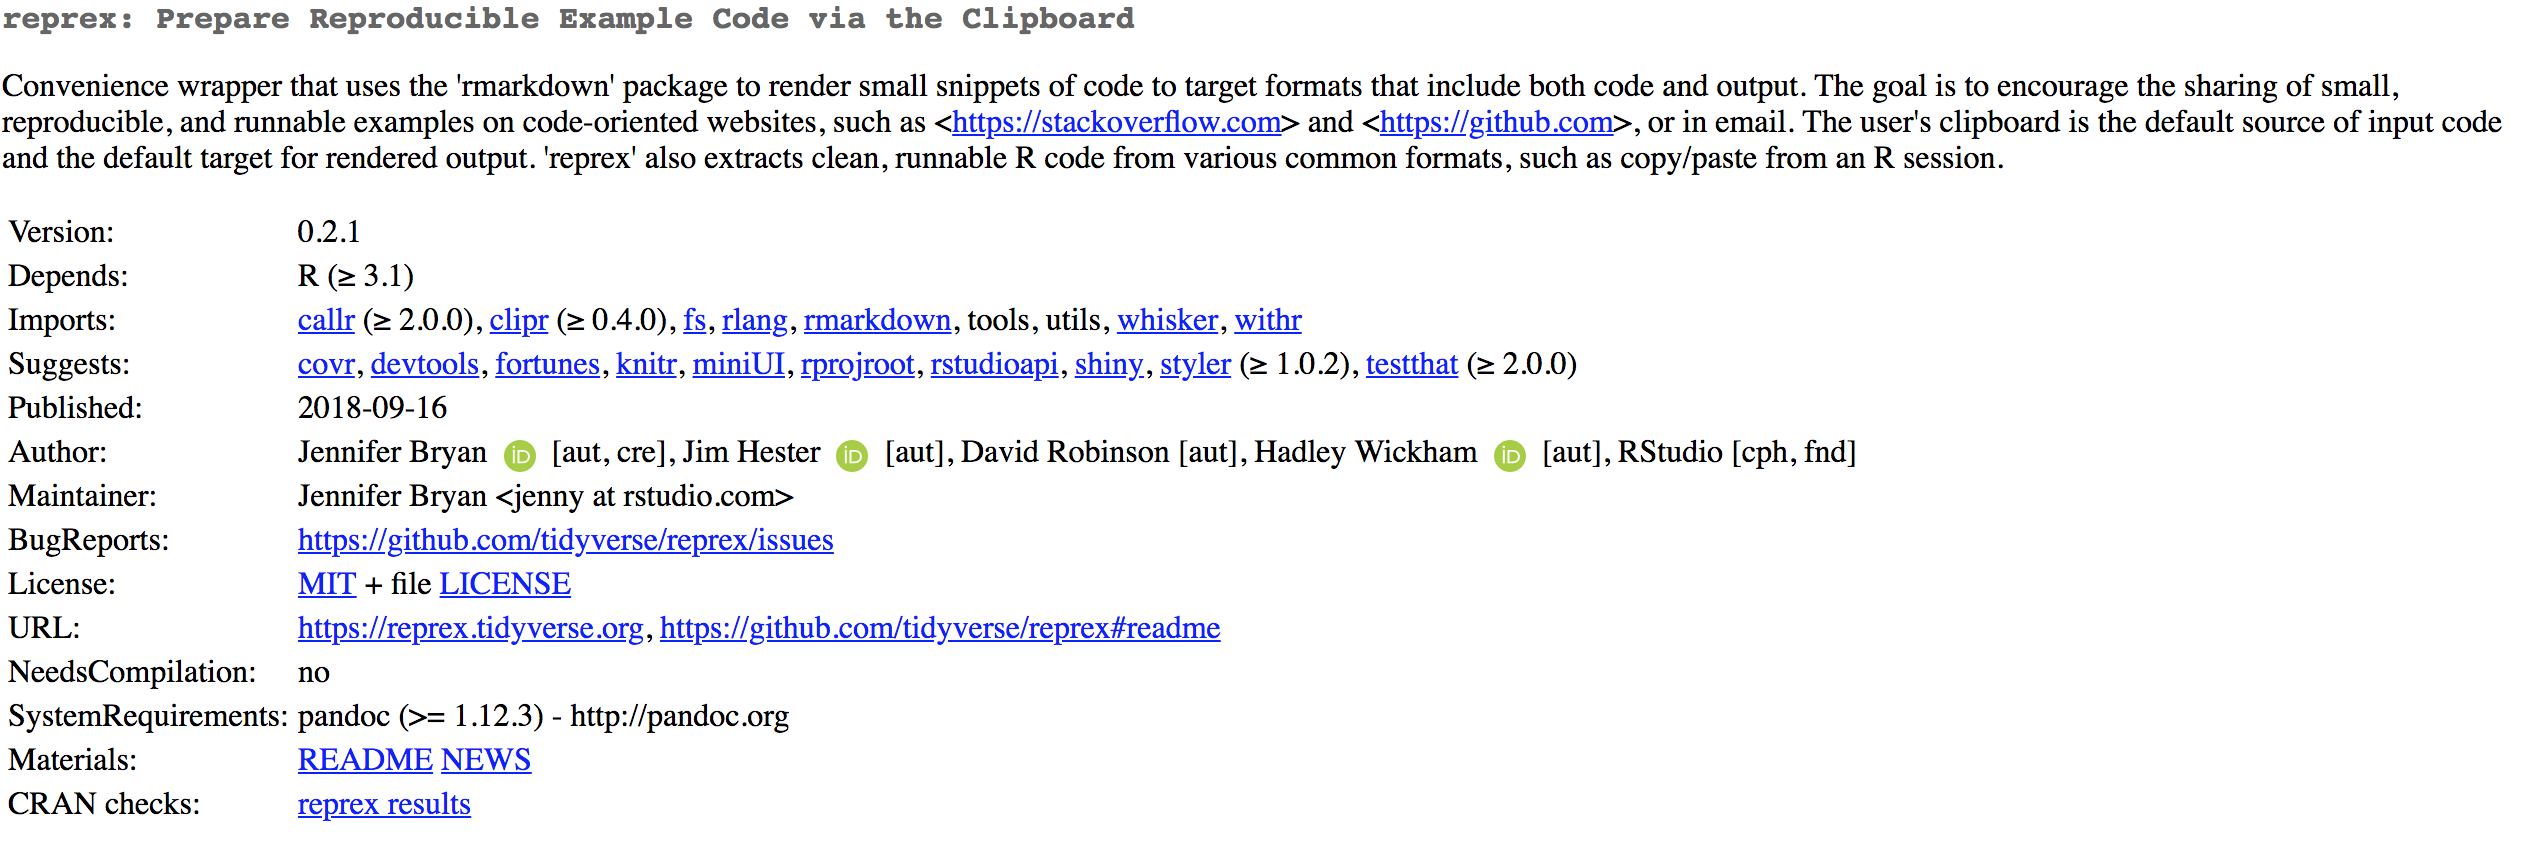 reprex: Prepare Reproducible Example Code via the Clipboard
Convenience wrapper that uses the 'rmarkdown' package to render small snippets of code to target formats that include both code and output. The goal is to encourage the sharing of small,
reproducible, and runnable examples on code-oriented websites, such as <https://stackoverflow.com> and <https://github.com>, or in email. The user's clipboard is the default source of input code
and the default target for rendered output. 'reprex' also extracts clean, runnable R code from various common formats, such as copy/paste from an R session.
Version: 0.2.1
Depends: R (≥ 3.1)
Imports: callr (≥ 2.0.0), clipr (≥ 0.4.0), fs, rlang, rmarkdown, tools, utils, whisker, withr
Suggests: covr, devtools, fortunes, knitr, miniUI, rprojroot, rstudioapi, shiny, styler (≥ 1.0.2), testthat (≥ 2.0.0)
Published: 2018-09-16
Author: Jennifer Bryan iD [aut, cre], Jim Hester iD [aut], David Robinson [aut], Hadley Wickham iD [aut], RStudio [cph, fnd]
Maintainer: Jennifer Bryan <jenny at rstudio.com>
BugReports: https://github.com/tidyverse/reprex/issues
License: MIT + file LICENSE
URL: https://reprex.tidyverse.org, https://github.com/tidyverse/reprex#readme
NeedsCompilation: no
SystemRequirements: pandoc (>= 1.12.3) - http://pandoc.org
Materials: README NEWS
CRAN checks: reprex results